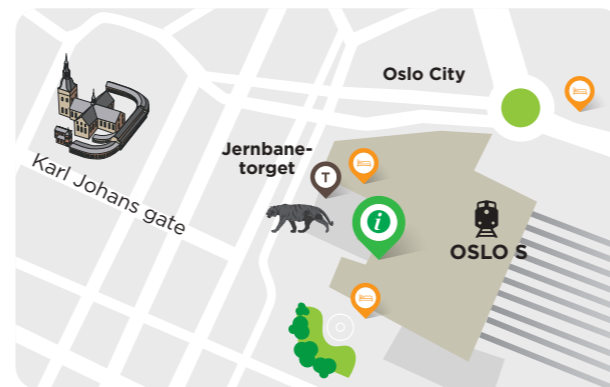 Oslo City
Jernbane-
torget
T
i
Karl Johans gate
OSLO S